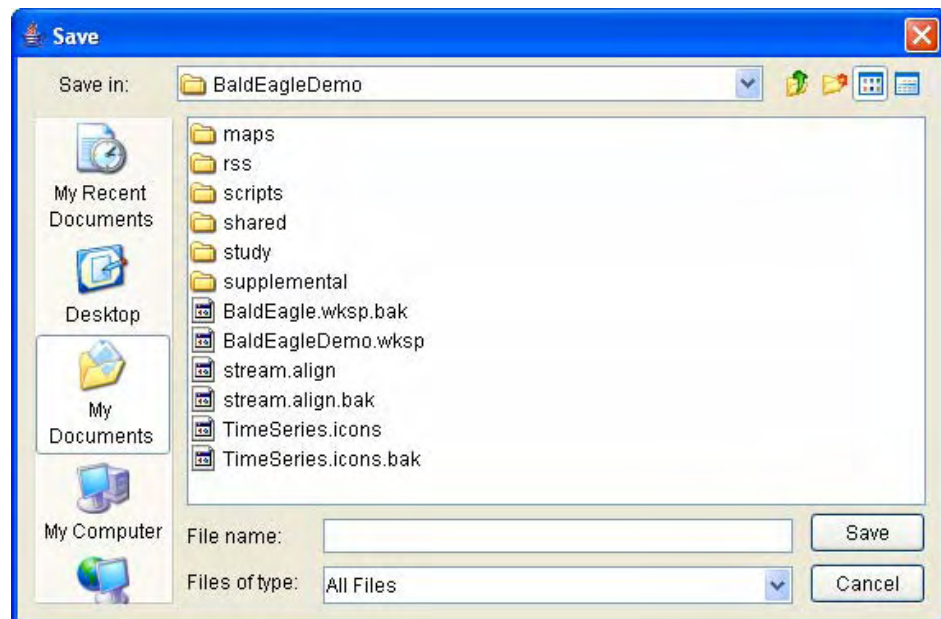 Save
Save in:
BaldEagleDemo
My Recent
Documents
Desktop
My
Documents
My Computer
maps
rss
scripts
shared
study
supplemental
BaldEagle.wksp.bak
BaldEagleDemo.wksp
stream.align
stream.align.bak
TimeSeries.icons
TimeSeries.icons.bak
File name:
Save
Files of type:
All Files
Cancel